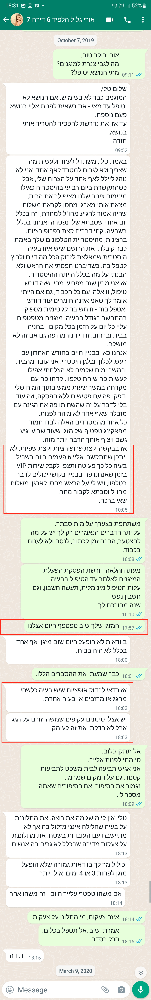 18:31
52%
אורי גליל הלפיד 6 דירה 7
October 7, 2019
אורי בוקר טוב,
מה לגבי צנרת למזגנים?
מתי הנושא יטופל?
09:11
שלום טלי,
המזגנים כבר לא בשימוש. אם הנושא לא
יטופל עד מאי - את רשאית לפנות אליי בנושא
פעם נוספת.
עד אז, את נדרשת להפסיד להטריד אותי
בנושא.
תודה.
09:52
באמת טלי, משתדל לעזור ולעשות מה
שצריך ולא לגרום למטרד לאף אחד. אני לא
נוהג ליילל לאף אחד על הצרות שלי, אבל
כשהתקשרת ביום רביעי בהיסטריה כאילו
מינימום צינור שלנו מציף לך את הבית,
מצאת אותי מארגן מחסן לקראת משלוח
שהיה אמור להגיע מחו"ל למחרת, וזה בכלל
יום אחרי שסבתא שלי נפטרה ואנחנו בכלל
בשבעה. קחי דברים קצת בפרופורציות.
ברצינות, מהיסטריית הטלפונים שלך באמת
כבר קיבלתי את הרושם שיש איזו בעיה
היסטרית שמאלצת לזרוק הכל מהידיים ולרוץ
לטפל בה. כשדיברנו תפסתי את הראש ולא
הבנתי על מה בכלל הייתה ההיסטריה.
אז אני מבין שזה מפריע, מבין שזה דורש
טיפול, וואלה, עם כל הכבוד, גם אם הייתי
אומר לך שאני אקנה חומרים עוד חודש
ואטפל בזה - זו תשובה לגיטימית מספיק
בהתחשב בגודל הבעיה. מזגנים מטפטפים
עליי כל יום על הזמן בכל מקום - בחניה
בבית וברחוב. זו די הנורמה פה גם אם זה לא
מושלם.
אנחנו כאן בבניין חיים בחודש האחרון עם
רעש, לכלוך ובלגן היסטרי. אני עובד מהבית
ובמשך ימים שלמים לא הצלחתי אפילו
לעשות פה שיחת טלפון. קדחו פה עם
מקדחה במשך שעות ממש בתוך המוח שלי
ודפקו פה עם פטישים ללא הפסקה, וזה עוד
בלי לדבר על זה שהשחיתו פה את הגינה עם
מזבלה שאף אחד לא מיהר לפנות.
כל אחד מהמטרדים האלה לבדו חמור
מפאקינג טפטוף של מזגן שעוד שבוע יגיע
גשם ויציף אותך הרבה יותר מזה.
אז בבקשה, קצת פרופורציות וקצת שפיות. לא
ייתכן שתתקשרי אליי 6 פעמים ביום בשביל
בעיה כל כך פעוטה ותצפי לקבל שירות VIP
בזמן שאנחנו פה בבניין בקושי יכולים לדבר
בטלפון, ויש לי על הראש מחסן לארגן, משלוח
מחו"ל וסבתא לקבור מחר.
שאי ברכה.
10:05
משתתפת בצערך על מות סבתך.
על יתר הדברים הנאמרים רק לך יש על מה
להצטער, הרבה זמן לכתוב, לנסח ולא לענות
בכבוד.
10:08
מעתה והלאה דורשת הפסקת הפעלת
המזגנים לאלתר עד הטיפול בבעיה.
עלות הטיפול מינימלית, תעשה חשבון, וגם
חשבון נפש.
שנה מבורכת לך.
10:10
המזגן שלך שוב טפטפף היום אצלנו
17:57
בוודאות לא הופעל היום שום מזגן. אף אחד
בכלל לא היה בבית.
18:00
כבר שמעתי את ההסברים הללו.
18:01
אז כדאי לבדוק אופציות שיש בעיה כלשהי
מהגג או מרזבים או בעיה אחרת.
18:02
יש אצלי סימנים עקיפים שמשהו זורם על הגג,
אבל לא בדקתי את זה לעומק
18:03
אל תתקן כלום.
סיימתי לפנות אלייך.
אני אגיש תביעה לבית משפט לתביעות
קטנות גם על הנזקים שנגרמו.
נגמור את הסיפור ואת הסיפורים שאתה
מספר לי.
18:09
טלי, אין לי מושג מה את רוצה. את מתלוננת
על בעיה שחלילה אינני מזלזל בה אך לא
מתיישבת עם העובדות בשטח. את מתלוננת
על צעקות מדירה שבכלל לא גרים בה אנשים.
18:13
יכול לומר לך בוודאות גמורה שלא הופעל
מזגן לפחות 3 או 4 ימים, אולי יותר
18:13
אם משהו טפטף עלייך היום - זה משהו אחר
18:14
איזה צעקות, מי מתלונן על צעקות.
18:14
אמרתי שוב ,אל תטפל בכלום.
הכל בסדר.
18:15
תודה
18:15
March 9, 2020
Message